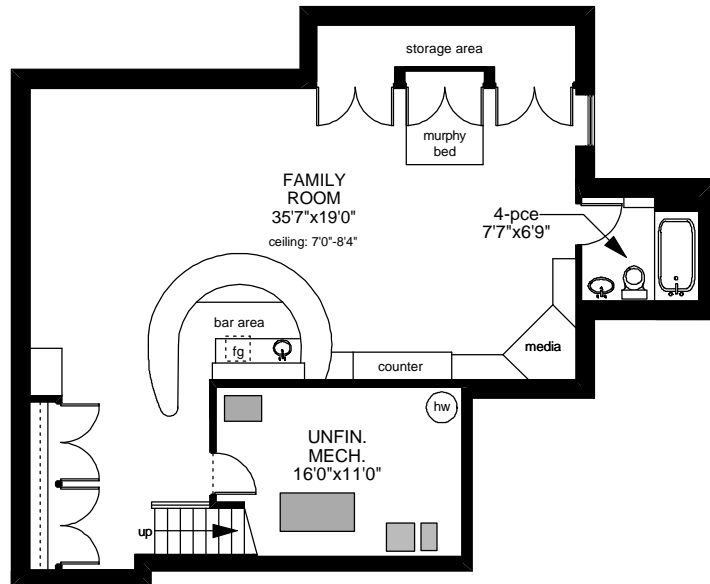 storage area
murphy
bed
FAMILY
ROOM
35'7"x19'0"
ceiling: 7'0"-8'4"
4-pce
7'7"x6'9"
bar area
fg
counter
media
hw
UNFIN.
MECH.
16'0"x11'0"
up